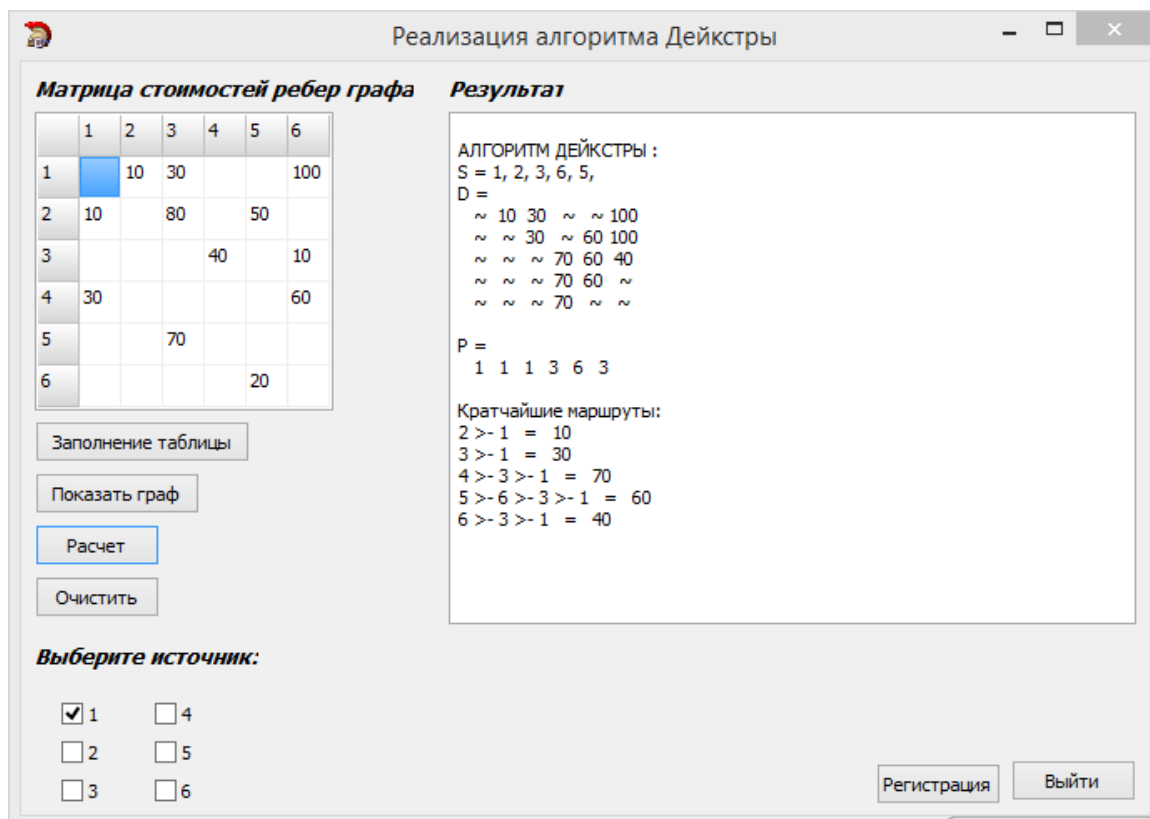 Реализация алгоритма Дейкстры
Матрица стоимостей ребер графа
1 2 3 4 5 6
1 10 30 100
2 10 80 50
3 40 10
4 30 60
5 70
6 20
Заполнение таблицы
Показать граф
Расчет
Очистить
Выберите источник:
1 4
2 5
3 6
Результат
АЛГОРИТМ ДЕЙКСТРЫ :
S = 1, 2, 3, 6, 5,
D =
~ 10 30 ~ ~ 100
~ ~ 30 ~ 60 100
~ ~ ~ 70 60 40
~ ~ ~ 70 60 ~
~ ~ ~ 70 ~ ~
P =
1 1 1 3 6 3
Кратчайшие маршруты:
2 >- 1 = 10
3 >- 1 = 30
4 >- 3 >- 1 = 70
5 >- 6 >- 3 >- 1 = 60
6 >- 3 >- 1 = 40
Регистрация
Выйти